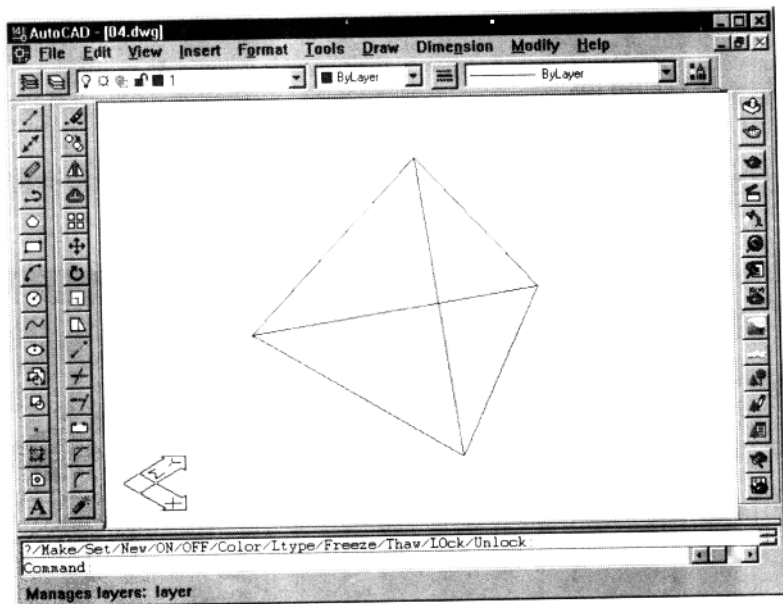 AutoCAD - [04.dwg]
File Edit View Insert Format Tools Draw Dimension Modify Help
1 ByLayer ByLayer
A
?/Make/Set/New/ON/OFF/Color/Ltype/Freeze/Thaw/LOck/Unlock:
Command:
Manages layers: layer